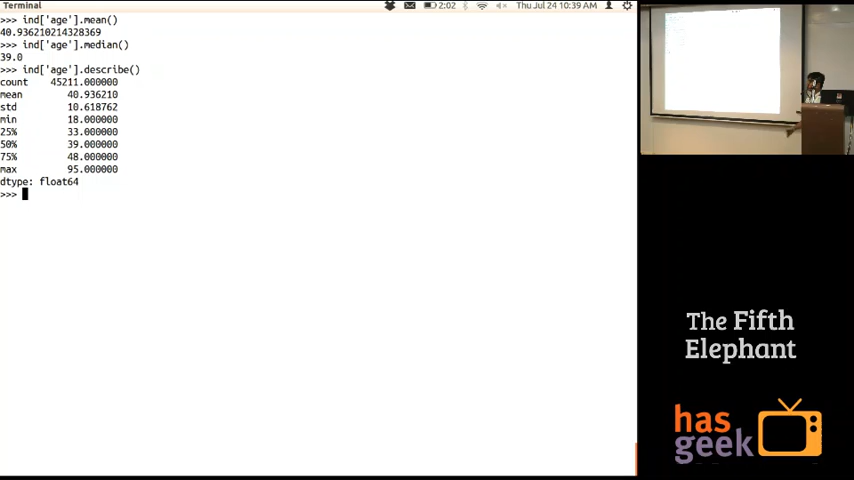 Terminal
2:02
Thu Jul 24 10:39 AM
>>> ind['age'].mean()
40.936210214328369
>>> ind['age'].median()
39.0
>>> ind['age'].describe()
count 45211.000000
mean 40.936210
std 10.618762
min 18.000000
25% 33.000000
50% 39.000000
75% 48.000000
max 95.000000
dtype: float64
>>>
The Fifth
Elephant
has
geek